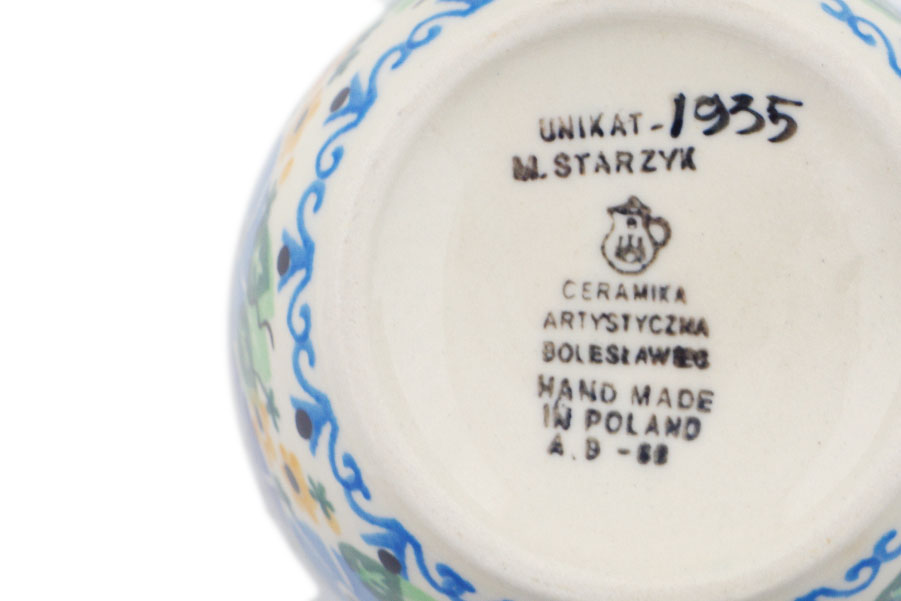 UNIKAT-1935
M. STARZYK
CERAMIKA
ARTYSTYCZNA
BOLESŁAWIEC
HAND MADE
IN POLAND
A. B -